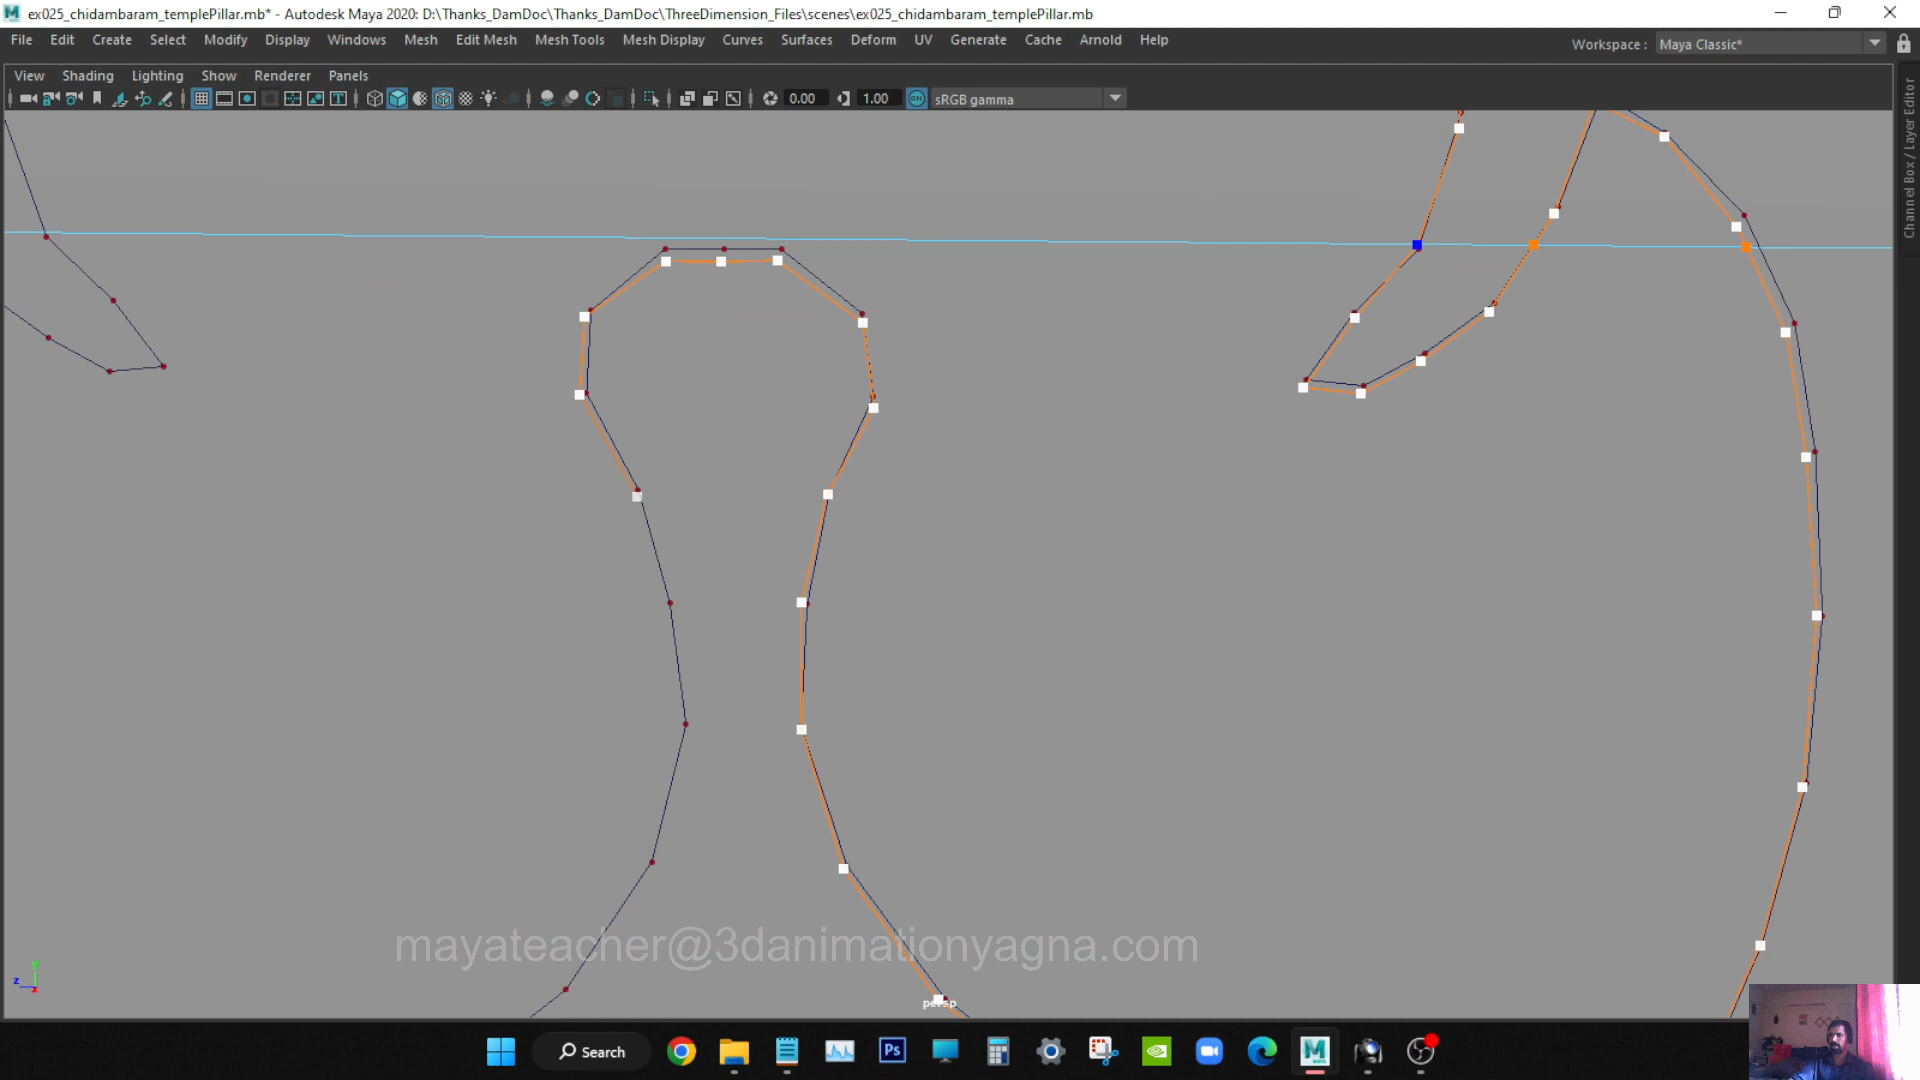 ex025_chidambaram_templePillar.mb* - Autodesk Maya 2020: D:\Thanks_DamDoc\Thanks_DamDoc\ThreeDimension_Files\scenes\ex025_chidambaram_templePillar.mb
File Edit Create Select Modify Display Windows Mesh Edit Mesh Mesh Tools Mesh Display Curves Surfaces Deform UV Generate Cache Arnold Help
Workspace : Maya Classic*
View Shading Lighting Show Renderer Panels
0.00 1.00 ON sRGB gamma
Channel Box / Layer Editor
mayateacher@3danimationyagna.com
y
z
x
persp
Search
Ps
M